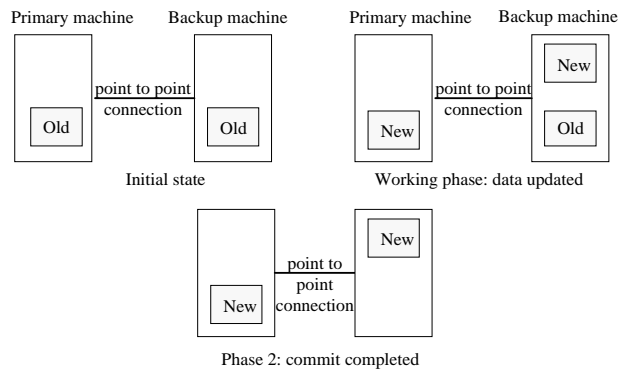 Primary machine
Backup machine
Primary machine
Backup machine
point to point
connection
Old
Old
Initial state
point to point
connection
New
New
Old
Working phase: data updated
point to
point
connection
New
New
Phase 2: commit completed